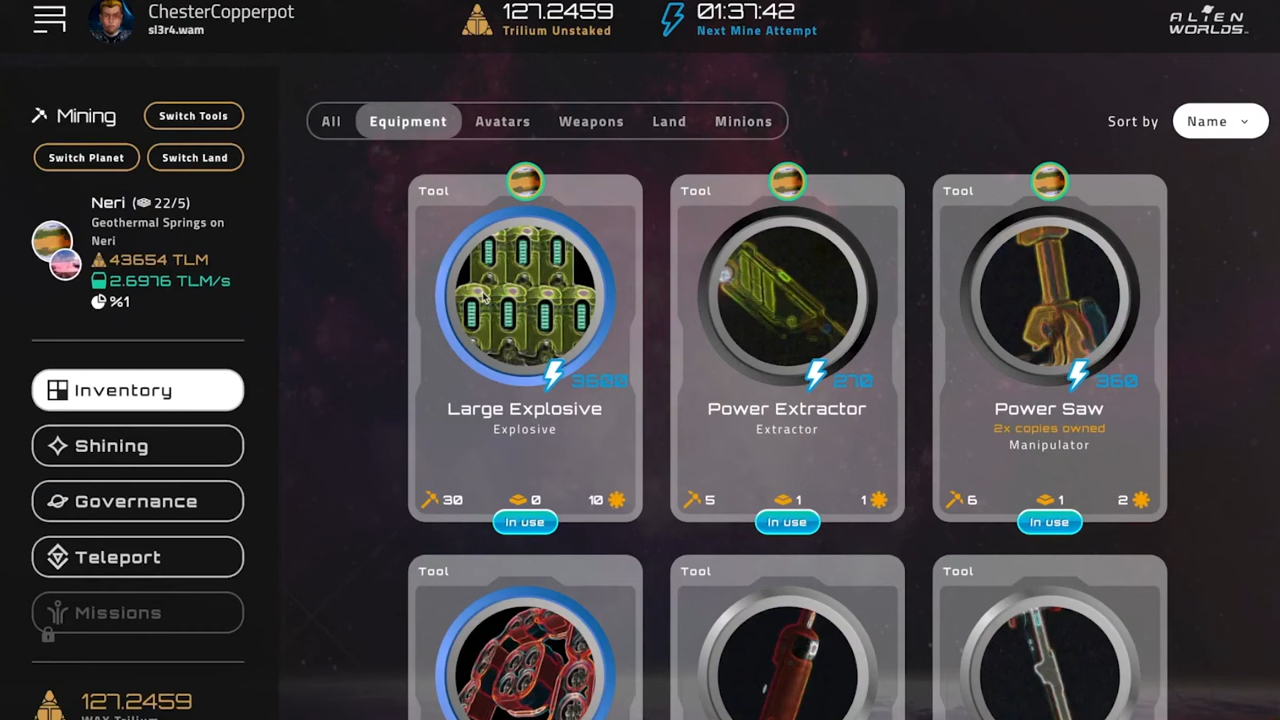 ChesterCopperpot
sl3r4.wam
127.2459
Trilium Unstaked
01:37:42
Next Mine Attempt
ALIEN
WORLDS
Mining
Switch Tools
Switch Planet
Switch Land
Neri (22/5)
Geothermal Springs on
Neri
43654 TLM
2.6976 TLM/s
%1
Inventory
Shining
Governance
Teleport
Missions
127.2459
WAX Trilium
All
Equipment
Avatars
Weapons
Land
Minions
Sort by
Name
Tool
3600
Large Explosive
Explosive
30
0
10
in use
Tool
270
Power Extractor
Extractor
5
1
1
in use
Tool
360
Power Saw
2x copies owned
Manipulator
6
1
2
in use
Tool
Tool
Tool